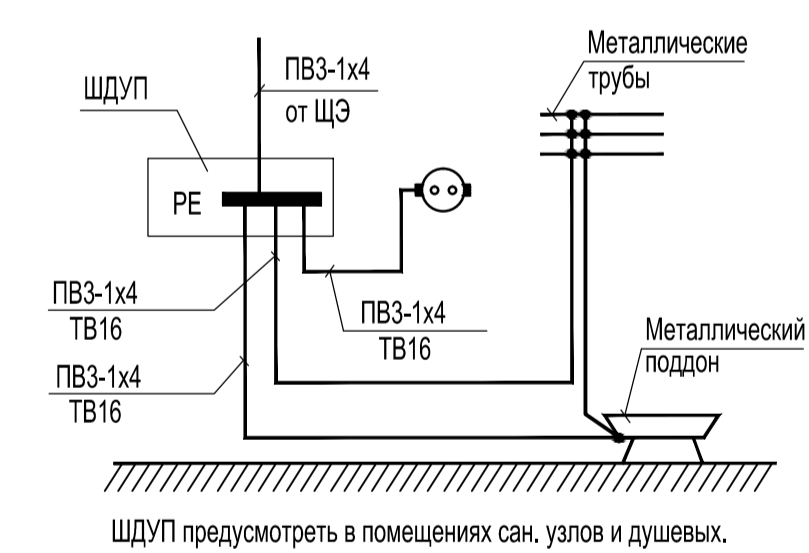 Металлические
трубы
ПВ3-1х4
от ЩЭ
ШДУП
PE
ПВ3-1х4
ТВ16
ПВ3-1х4
ТВ16
ПВ3-1х4
ТВ16
Металлический
поддон
ШДУП предусмотреть в помещениях сан. узлов и душевых.